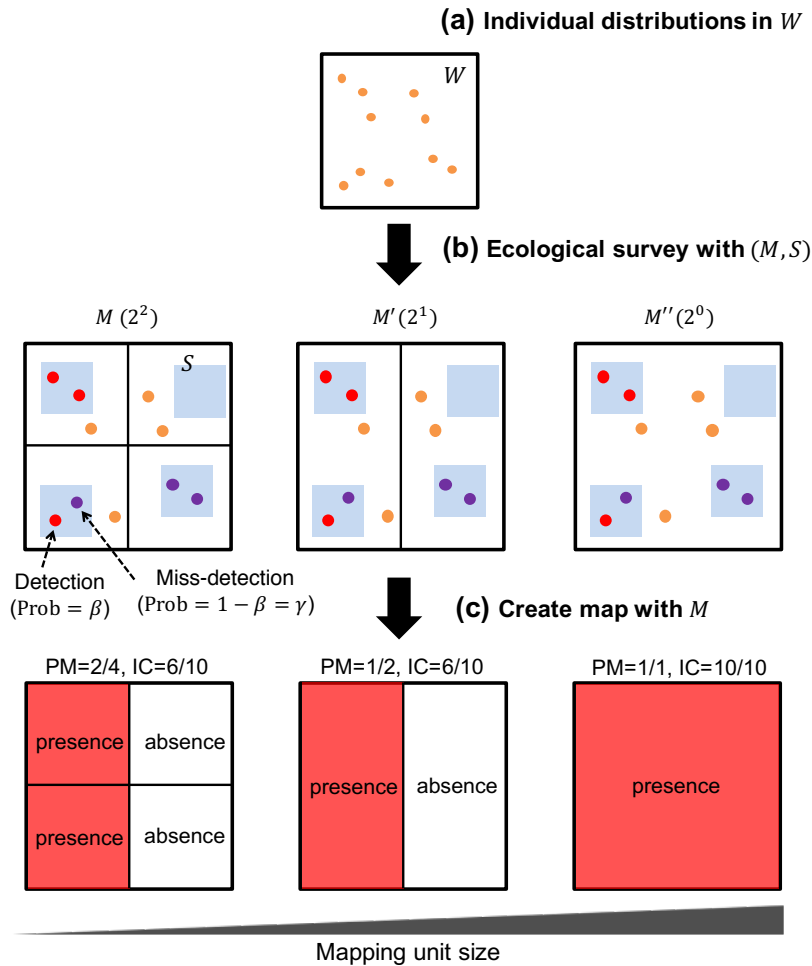 (a) Individual distributions in W
W
(b) Ecological survey with (M, S)
M (2²)
M′(2¹)
M′′(2⁰)
S
Detection
(Prob = β)
Miss-detection
(Prob = 1 − β = γ)
(c) Create map with M
PM=2/4, IC=6/10
PM=1/2, IC=6/10
PM=1/1, IC=10/10
presence
absence
presence
absence
presence
absence
presence
Mapping unit size